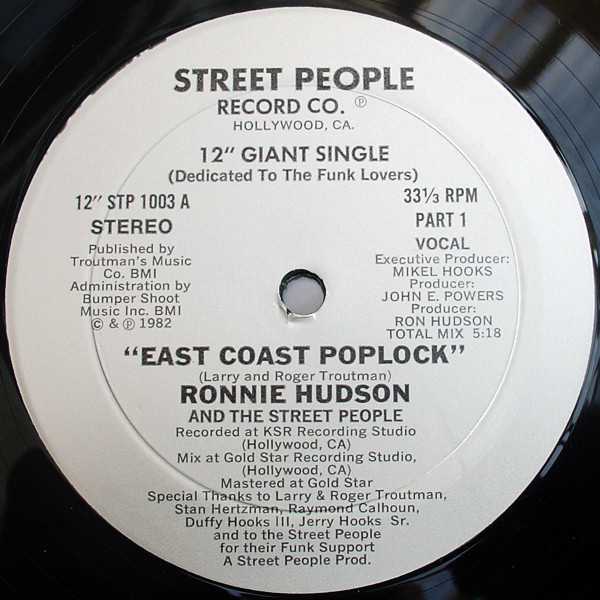 STREET PEOPLE
RECORD CO. ℗
HOLLYWOOD, CA.
12" GIANT SINGLE
(Dedicated To The Funk Lovers)
12" STP 1003 A
STEREO
Published by
Troutman's Music
Co. BMI
Administration by
Bumper Shoot
Music Inc. BMI
© & ℗ 1982
33⅓ RPM
PART 1
VOCAL
Executive Producer:
MIKEL HOOKS
Producer:
JOHN E. POWERS
Producer:
RON HUDSON
TOTAL MIX 5:18
"EAST COAST POPLOCK"
(Larry and Roger Troutman)
RONNIE HUDSON
AND THE STREET PEOPLE
Recorded at KSR Recording Studio
(Hollywood, CA)
Mix at Gold Star Recording Studio,
(Hollywood, CA)
Mastered at Gold Star
Special Thanks to Larry & Roger Troutman,
Stan Hertzman, Raymond Calhoun,
Duffy Hooks III, Jerry Hooks Sr.
and to the Street People
for their Funk Support
A Street People Prod.